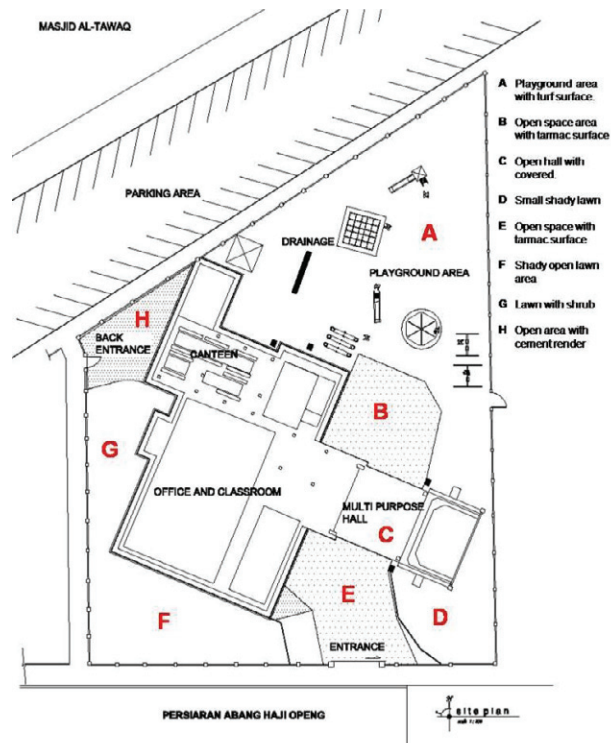 MASJID AL-TAWAQ
A Playground area
with turf surface.
B Open space area
with tarmac surface
C Open hall with
covered.
D Small shady lawn
E Open space with
tarmac surface
F Shady open lawn
area
G Lawn with shrub
H Open area with
cement render
PARKING AREA
A
DRAINAGE
PLAYGROUND AREA
H
BACK
ENTRANCE
CANTEEN
B
G
OFFICE AND CLASSROOM
MULTI PURPOSE
HALL
C
E
F
D
ENTRANCE
PERSIARAN ABANG HAJI OPENG
site plan